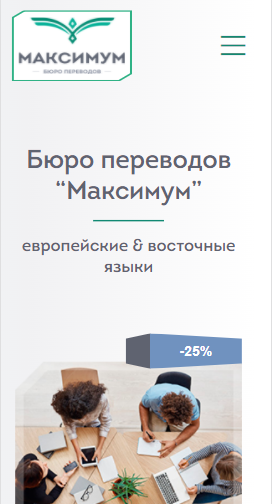 МАКСИМУМ
БЮРО ПЕРЕВОДОВ
Бюро переводов
“Максимум”
европейские & восточные
языки
-25%